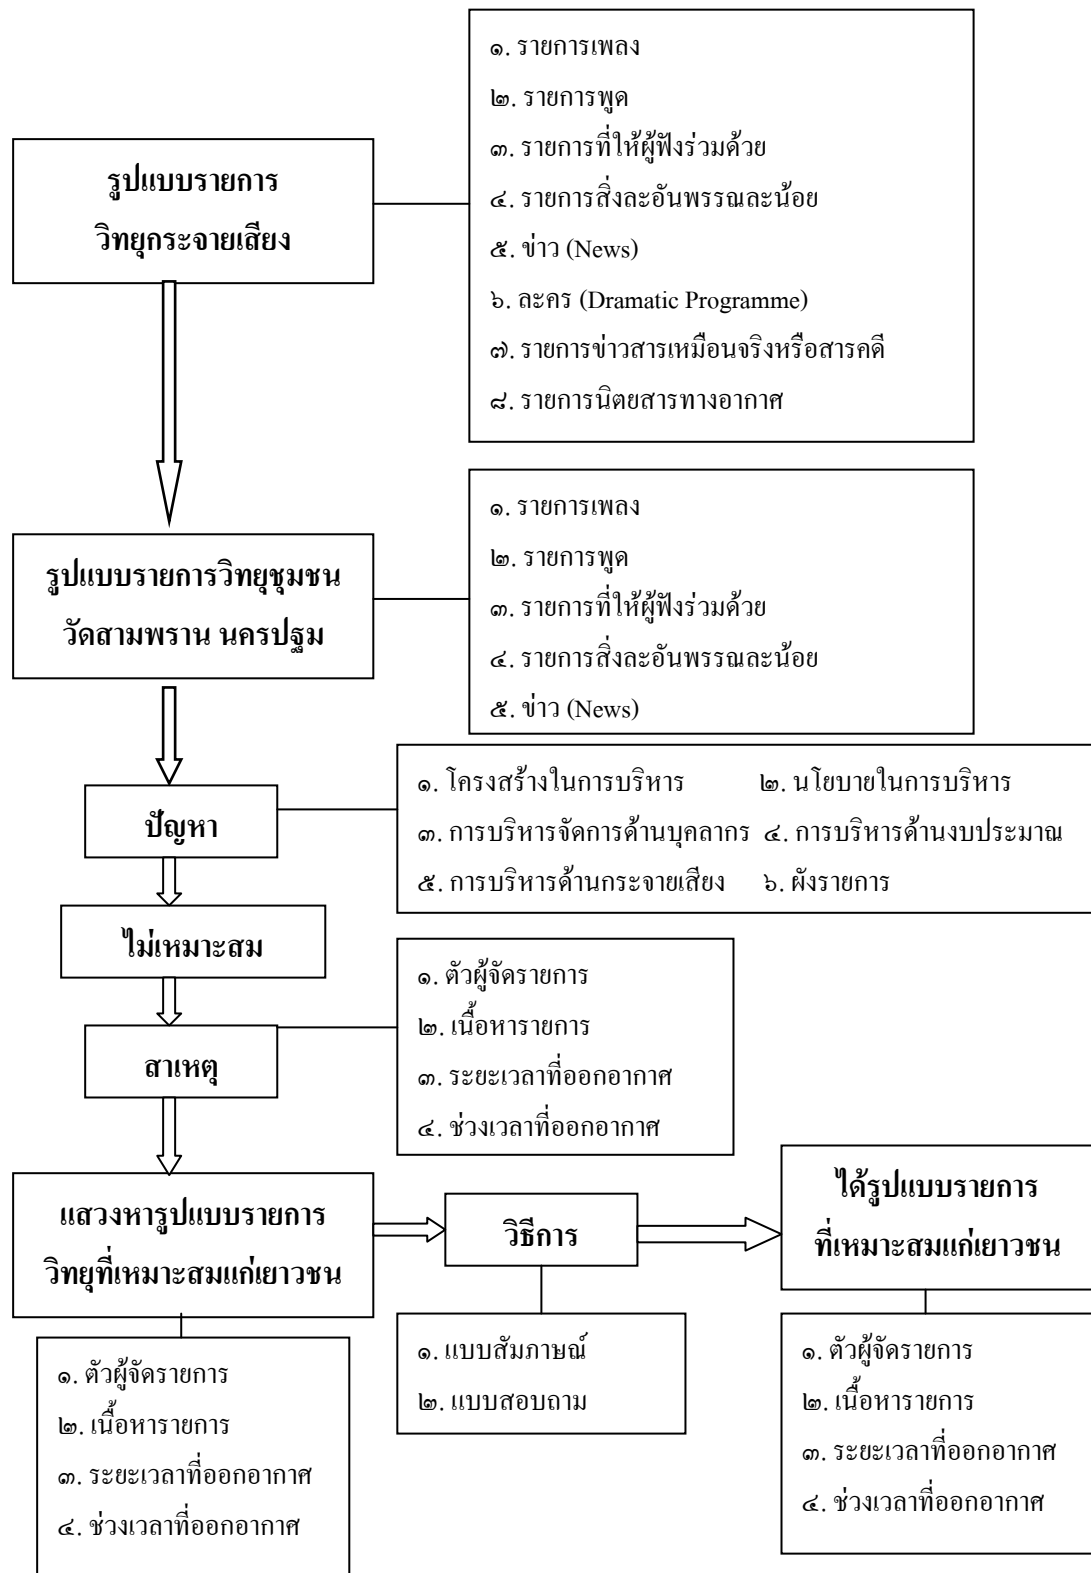 ๑. รายการเพลง
๒. รายการพูด
๓. รายการที่ให้ผู้ฟังร่วมด้วย
๔. รายการสิ่งละอันพรรณละน้อย
๕. ข่าว (News)
๖. ละคร (Dramatic Programme)
๗. รายการข่าวสารเหมือนจริงหรือสารคดี
๘. รายการนิตยสารทางอากาศ
รูปแบบรายการ
วิทยุกระจายเสียง
๑. รายการเพลง
๒. รายการพูด
๓. รายการที่ให้ผู้ฟังร่วมด้วย
๔. รายการสิ่งละอันพรรณละน้อย
๕. ข่าว (News)
รูปแบบรายการวิทยุชุมชน
วัดสามพราน นครปฐม
๑. โครงสร้างในการบริหาร ๒. นโยบายในการบริหาร
๓. การบริหารจัดการด้านบุคลากร ๔. การบริหารด้านงบประมาณ
๕. การบริหารด้านกระจายเสียง ๖. ผังรายการ
ปัญหา
ไม่เหมาะสม
๑. ตัวผู้จัดรายการ
๒. เนื้อหารายการ
๓. ระยะเวลาที่ออกอากาศ
๔. ช่วงเวลาที่ออกอากาศ
สาเหตุ
แสวงหารูปแบบรายการ
วิทยุที่เหมาะสมแก่เยาวชน
วิธีการ
ได้รูปแบบรายการ
ที่เหมาะสมแก่เยาวชน
๑. ตัวผู้จัดรายการ
๒. เนื้อหารายการ
๓. ระยะเวลาที่ออกอากาศ
๔. ช่วงเวลาที่ออกอากาศ
๑. แบบสัมภาษณ์
๒. แบบสอบถาม
๑. ตัวผู้จัดรายการ
๒. เนื้อหารายการ
๓. ระยะเวลาที่ออกอากาศ
๔. ช่วงเวลาที่ออกอากาศ